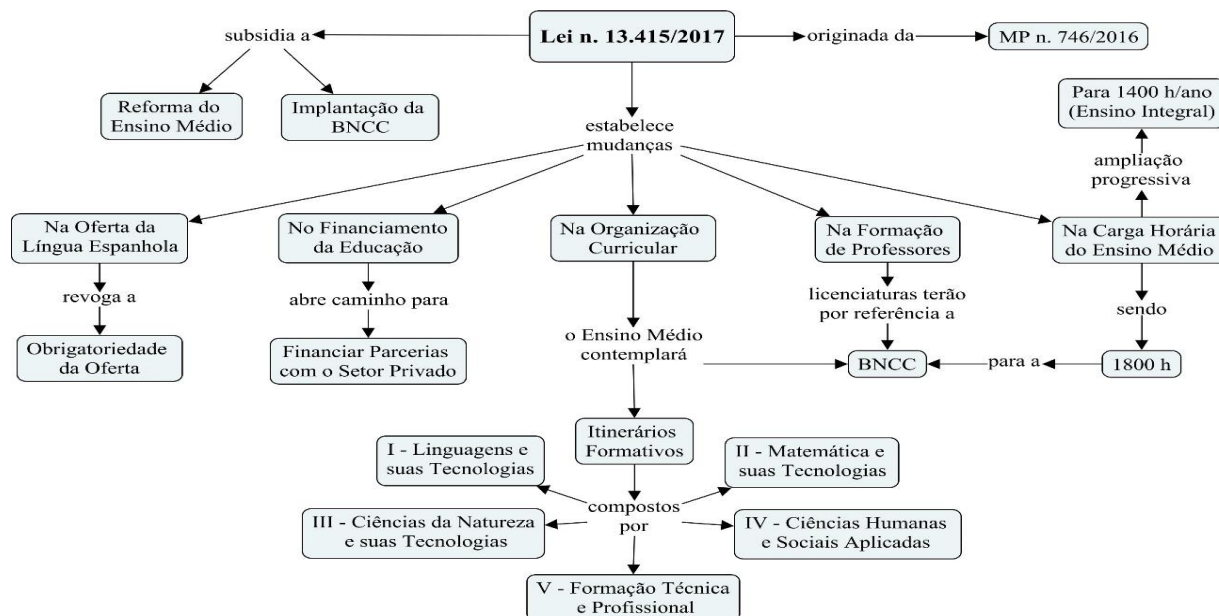 Lei n. 13.415/2017
subsidia a
originada da
MP n. 746/2016
Reforma do
Ensino Médio
Implantação da
BNCC
Para 1400 h/ano
(Ensino Integral)
estabelece
mudanças
ampliação
progressiva
Na Oferta da
Língua Espanhola
No Financiamento
da Educação
Na Organização
Curricular
Na Formação
de Professores
Na Carga Horária
do Ensino Médio
revoga a
abre caminho para
licenciaturas terão
por referência a
sendo
Obrigatoriedade
da Oferta
Financiar Parcerias
com o Setor Privado
o Ensino Médio
contemplará
BNCC
para a
1800 h
Itinerários
Formativos
I - Linguagens e
suas Tecnologias
II - Matemática e
suas Tecnologias
compostos
por
III - Ciências da Natureza
e suas Tecnologias
IV - Ciências Humanas
e Sociais Aplicadas
V - Formação Técnica
e Profissional